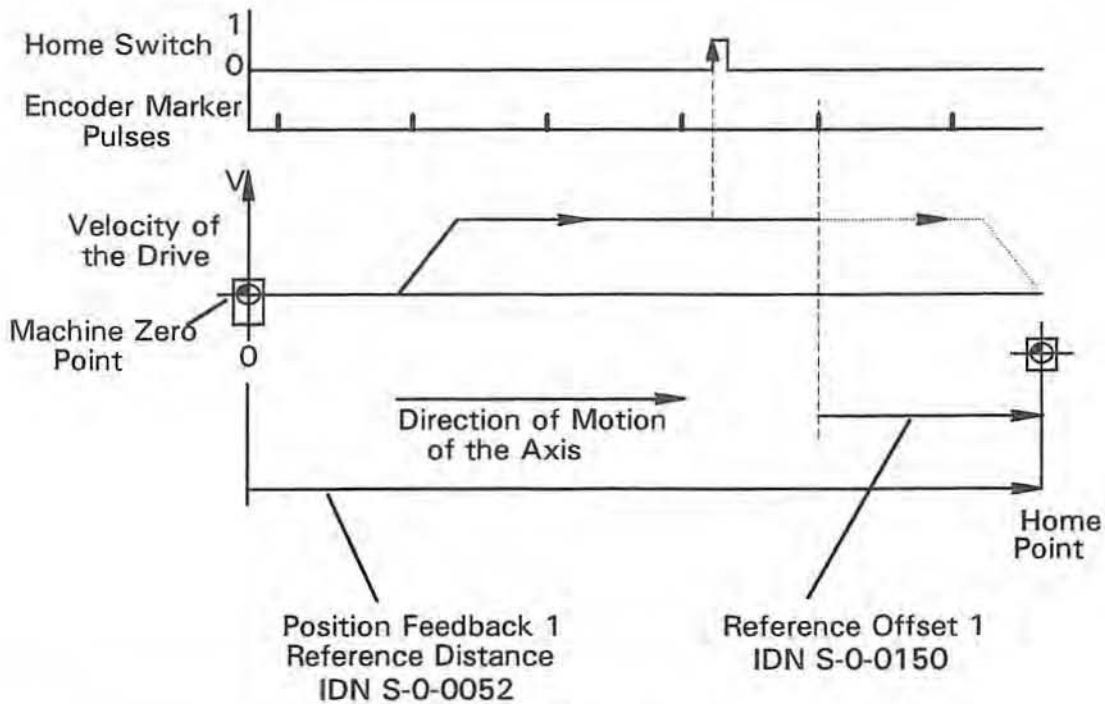 1
Home Switch
0
Encoder Marker
Pulses
V
Velocity of
the Drive
Machine Zero
Point
0
Direction of Motion
of the Axis
Home
Point
Position Feedback 1
Reference Distance
IDN S-0-0052
Reference Offset 1
IDN S-0-0150